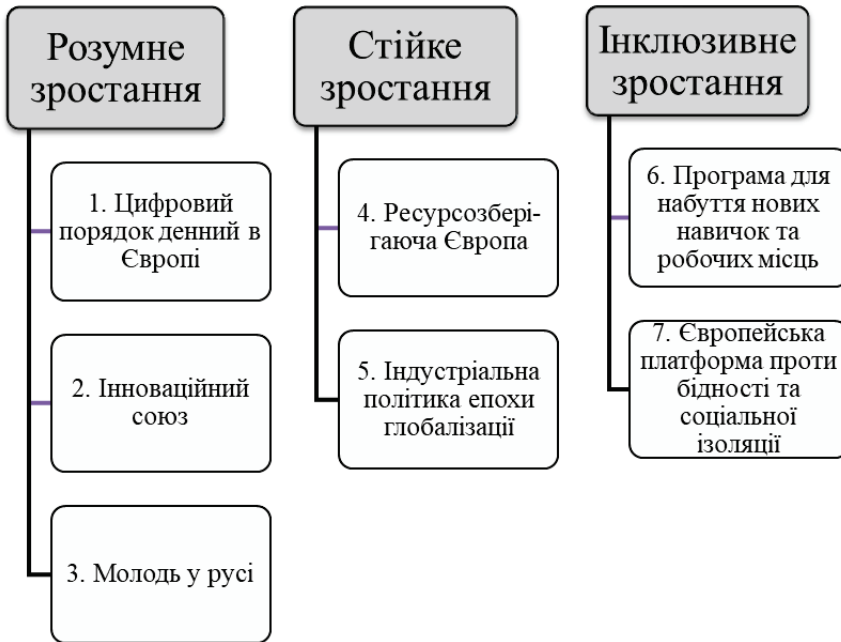 Розумне
зростання
1. Цифровий
порядок денний в
Європі
2. Інноваційний
союз
3. Молодь у русі
Стійке
зростання
4. Ресурсозбері-
гаюча Європа
5. Індустріальна
політика епохи
глобалізації
Інклюзивне
зростання
6. Програма для
набуття нових
навичок та
робочих місць
7. Європейська
платформа проти
бідності та
соціальної
ізоляції